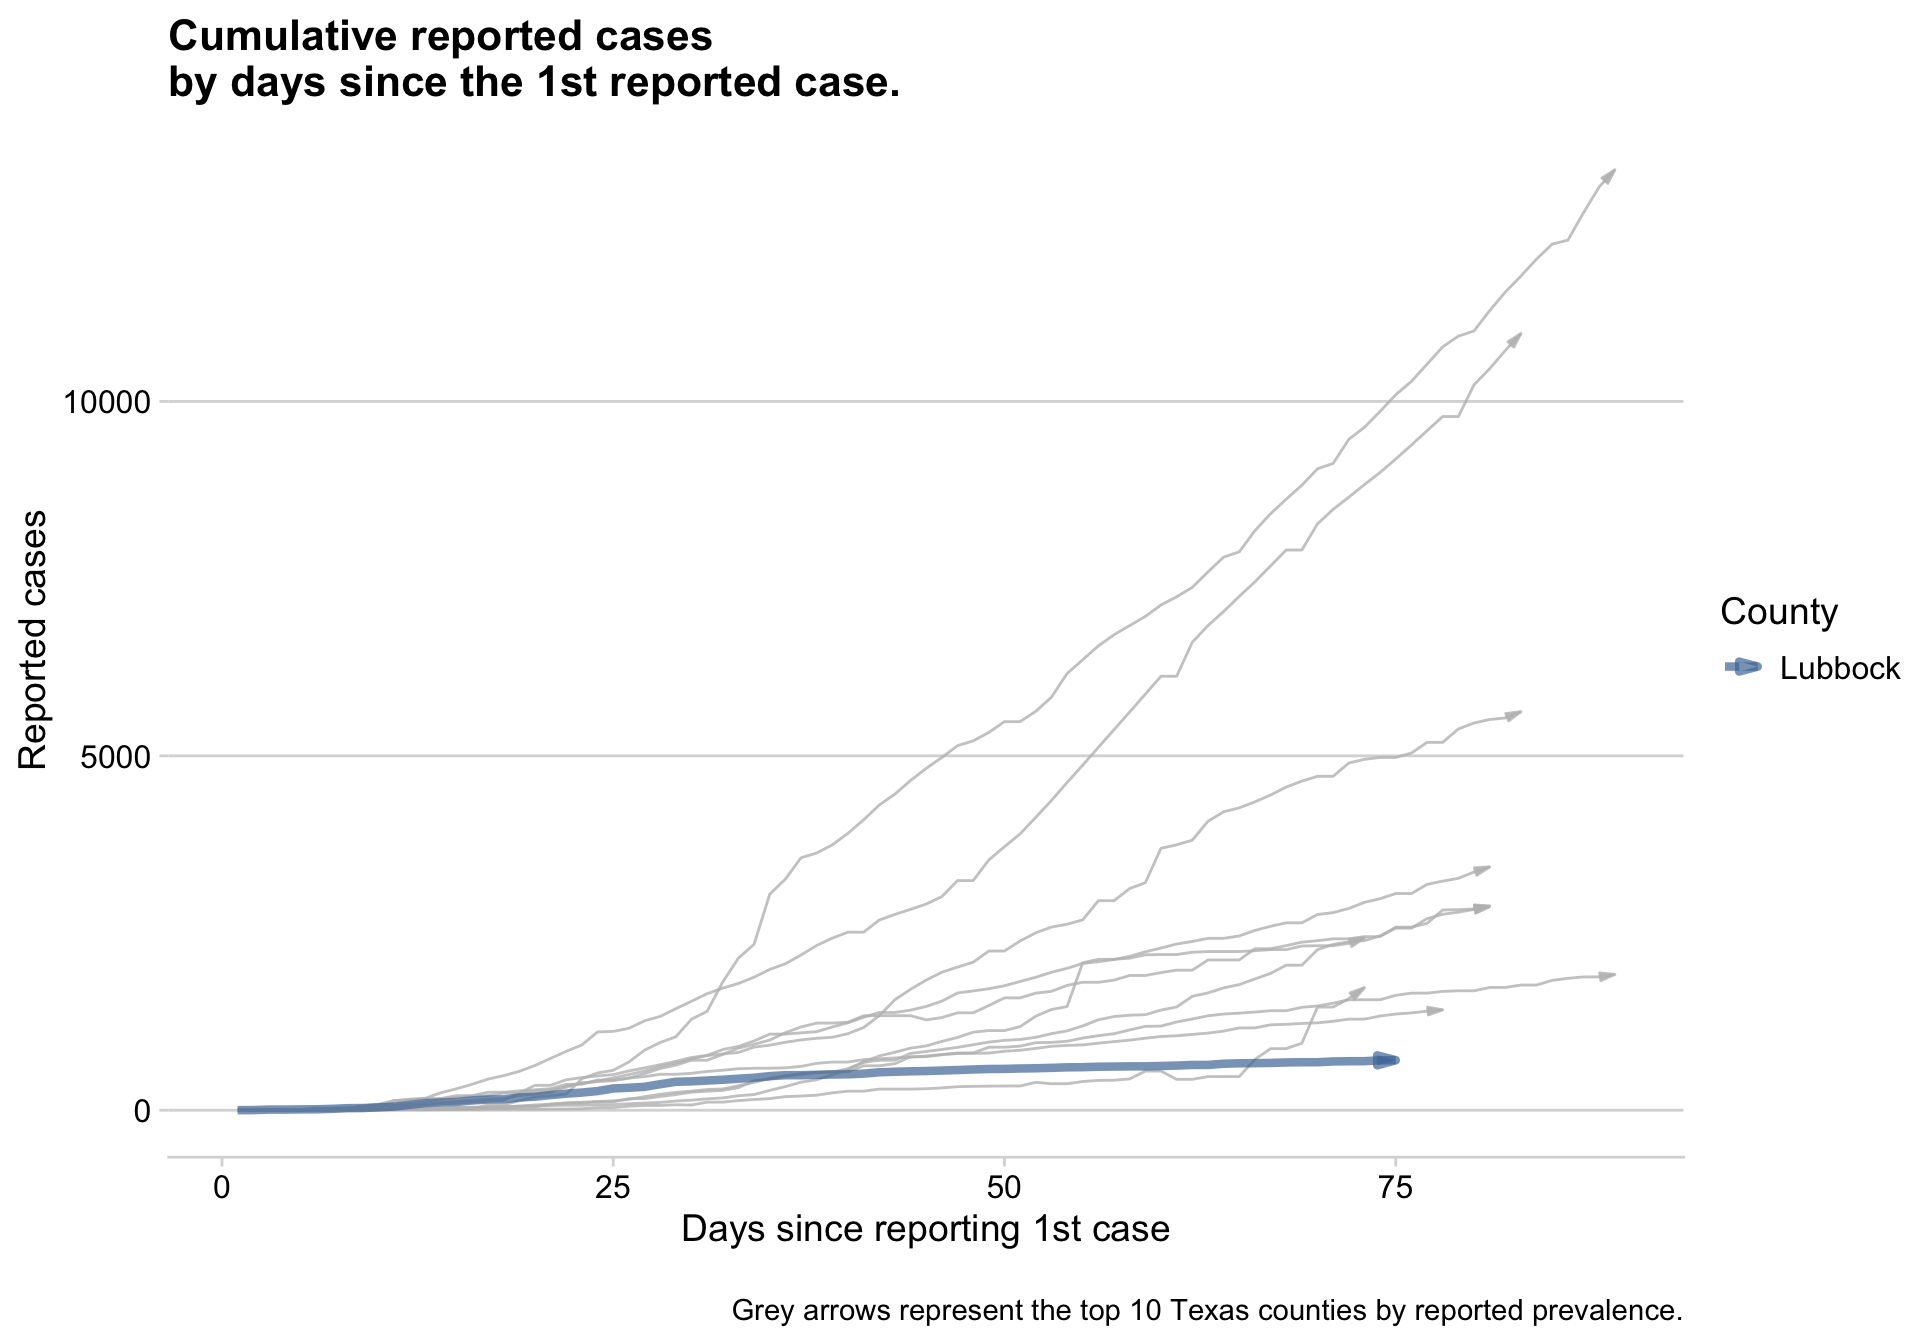 Cumulative reported cases
by days since the 1st reported case.
10000
5000
0
Reported cases
0 25 50 75
Days since reporting 1st case
County
Lubbock
Grey arrows represent the top 10 Texas counties by reported prevalence.